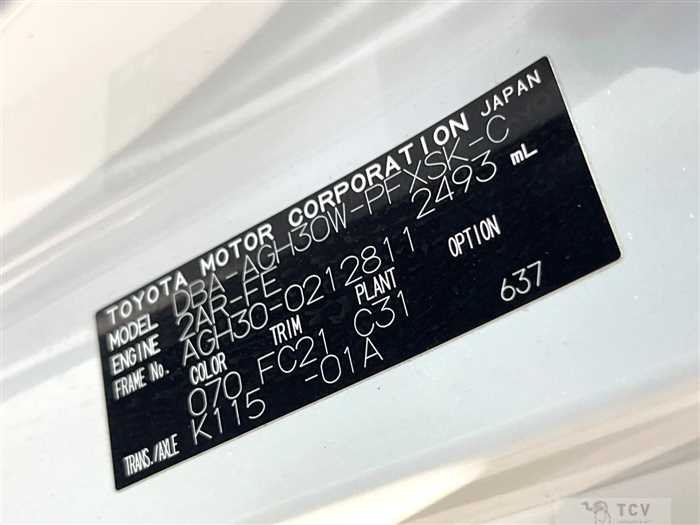 TOYOTA MOTOR CORPORATION JAPAN
MODEL DBA-AGH30W-PFXSK-C
ENGINE 2AR-FE 2493 mL
FRAME No. AGH30-0212811
COLOR TRIM PLANT OPTION
070 FC21 C31 637
TRANS./AXLE K115 -01A
TCV